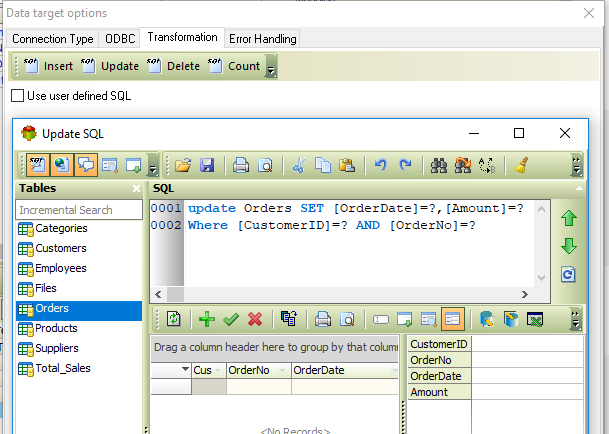 Data target options
Connection Type ODBC Transformation Error Handling
Insert Update Delete Count
Use user defined SQL
Update SQL
Tables
Incremental Search
Categories
Customers
Employees
Files
Orders
Products
Suppliers
Total_Sales
SQL
0001 update Orders SET [OrderDate]=?,[Amount]=?
0002 Where [CustomerID]=? AND [OrderNo]=?
Drag a column header here to group by that colum
Cus OrderNo OrderDate
<No Records>
CustomerID
OrderNo
OrderDate
Amount